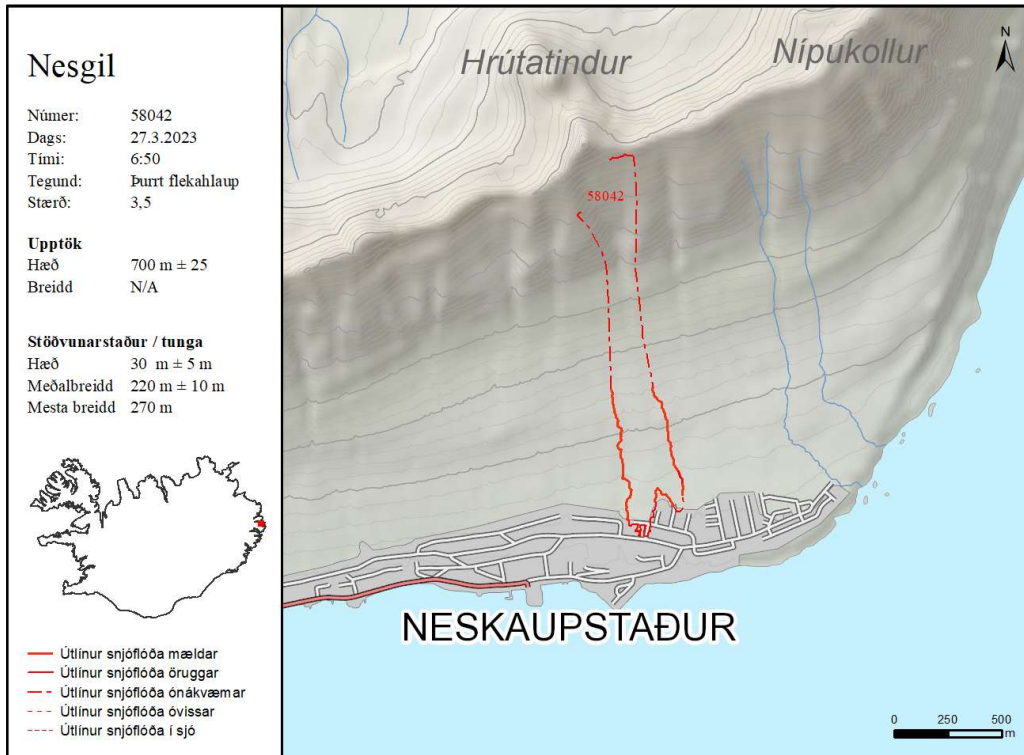 Nesgil
Númer: 58042
Dags: 27.3.2023
Tími: 6:50
Tegund: Þurrt flekahlaup
Stærð: 3,5
Upptök
Hæð 700 m ± 25
Breidd N/A
Stöðvunarstaður / tunga
Hæð 30 m ± 5 m
Meðalbreidd 220 m ± 10 m
Mesta breidd 270 m
Útlínur snjóflóða mældar
Útlínur snjóflóða öruggar
Útlínur snjóflóða ónákvæmar
Útlínur snjóflóða óvissar
Útlínur snjóflóða í sjó
Hrútatindur
Nípukollur
N
58042
NESKAUPSTAÐUR
0 250 500
m